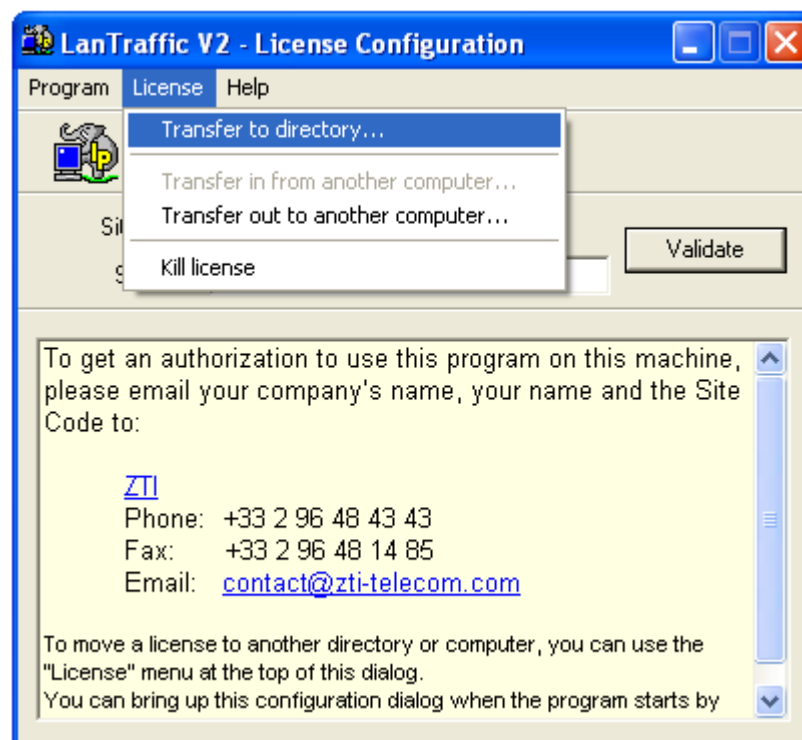 LanTraffic V2 - License Configuration
Program License Help
Transfer to directory...
Transfer in from another computer...
Transfer out to another computer...
Kill license
Validate
To get an authorization to use this program on this machine,
please email your company's name, your name and the Site
Code to:
ZTI
Phone: +33 2 96 48 43 43
Fax: +33 2 96 48 14 85
Email: contact@zti-telecom.com
To move a license to another directory or computer, you can use the
"License" menu at the top of this dialog.
You can bring up this configuration dialog when the program starts by